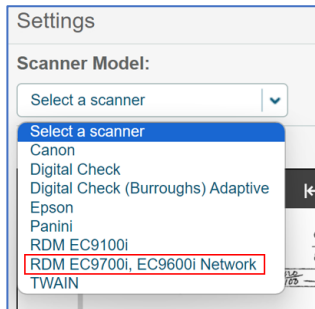 Settings
Scanner Model:
Select a scanner
Select a scanner
Canon
Digital Check
Digital Check (Burroughs) Adaptive
Epson
Panini
RDM EC9100i
RDM EC9700i, EC9600i Network
TWAIN